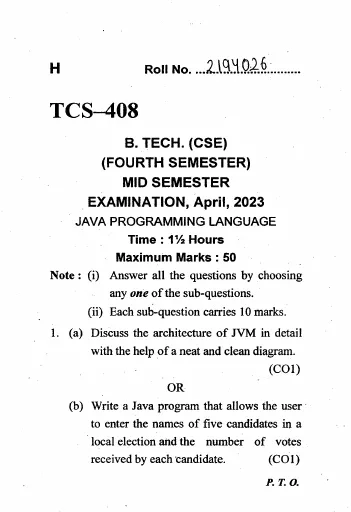 H Roll No. ...2194026............
TCS–408
B. TECH. (CSE)
(FOURTH SEMESTER)
MID SEMESTER
EXAMINATION, April, 2023
JAVA PROGRAMMING LANGUAGE
Time : 1½ Hours
Maximum Marks : 50
Note : (i) Answer all the questions by choosing
any one of the sub-questions.
(ii) Each sub-question carries 10 marks.
1. (a) Discuss the architecture of JVM in detail
with the help of a neat and clean diagram.
(CO1)
OR
(b) Write a Java program that allows the user
to enter the names of five candidates in a
local election and the number of votes
received by each candidate. (CO1)
P. T. O.